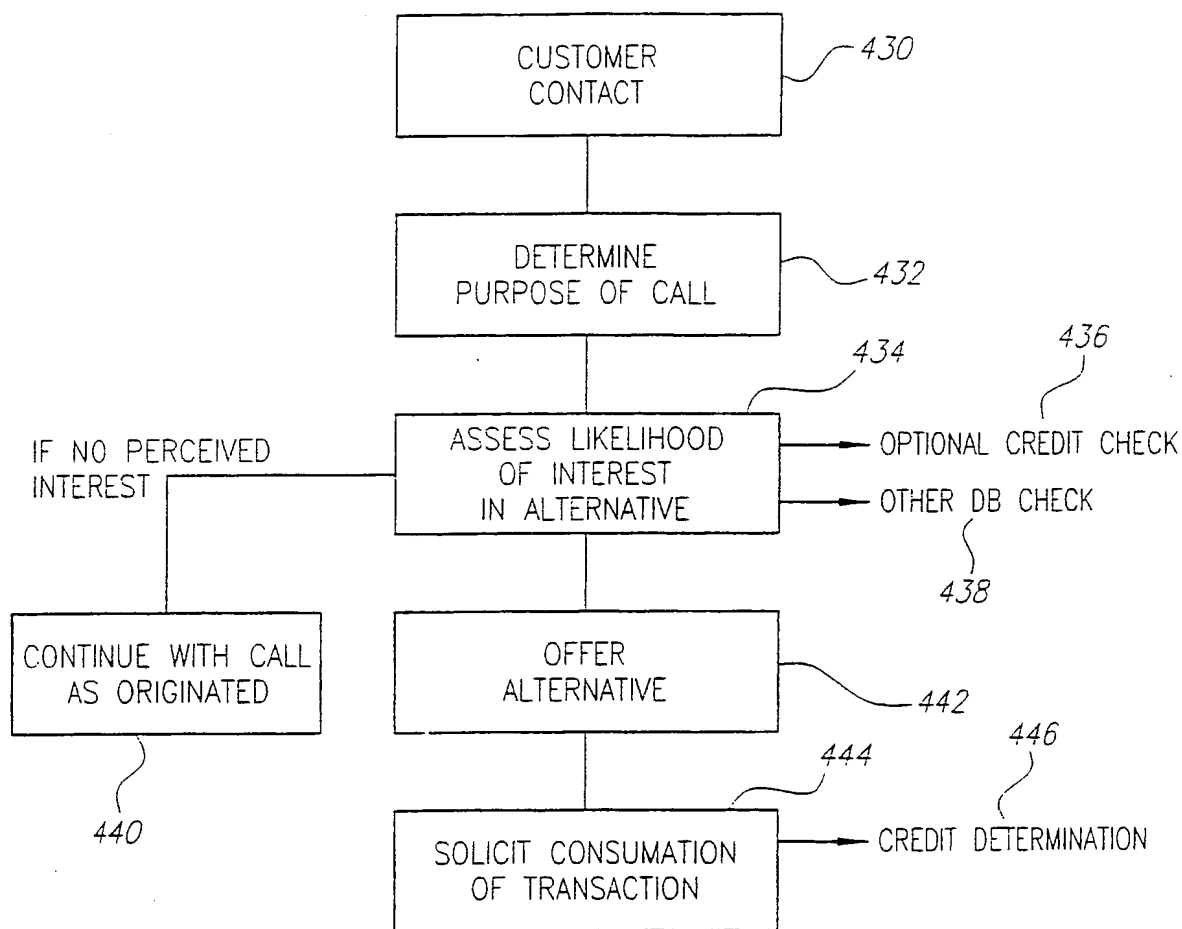 CUSTOMER
CONTACT
430
DETERMINE
PURPOSE OF CALL
432
434
436
IF NO PERCEIVED
INTEREST
ASSESS LIKELIHOOD
OF INTEREST
IN ALTERNATIVE
OPTIONAL CREDIT CHECK
OTHER DB CHECK
438
CONTINUE WITH CALL
AS ORIGINATED
440
OFFER
ALTERNATIVE
442
444
446
SOLICIT CONSUMATION
OF TRANSACTION
CREDIT DETERMINATION